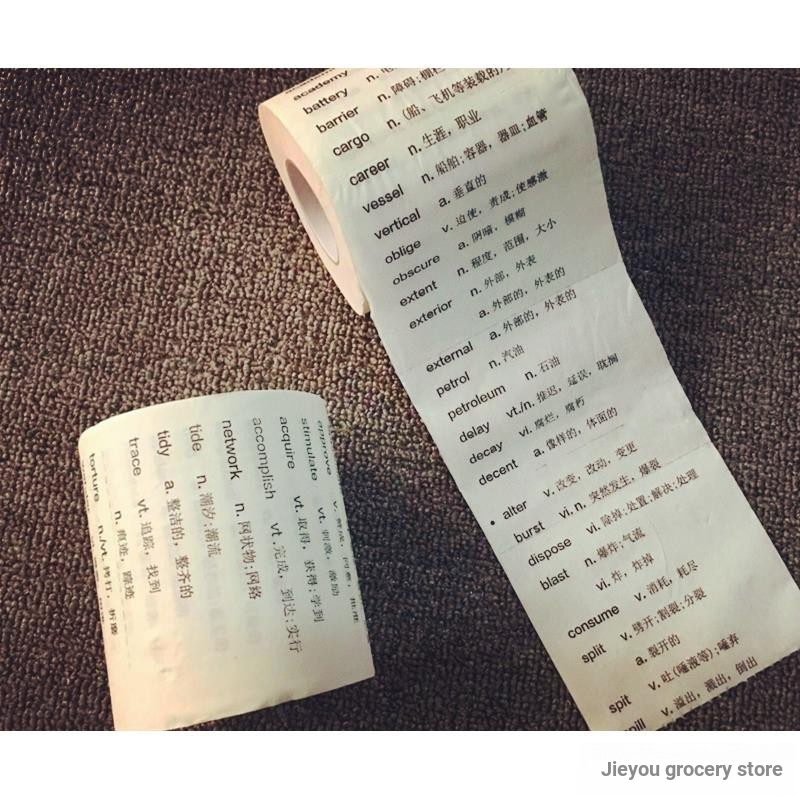 academy
battery n.
barrier n. 障碍;栅栏
cargo n. (船、飞机等装载的)
career n. 生涯，职业
vessel n. 船舶;容器，器皿;血管
vertical a. 垂直的
oblige v. 迫使，责成;使感激
obscure a. 阴暗，模糊
extent n. 程度，范围，大小
exterior n. 外部，外表
a. 外部的，外表的
external a. 外部的，外表的
petrol n. 汽油
petroleum n. 石油
delay vt./n. 推迟，延误，耽搁
decay vi. 腐烂，腐朽
decent a. 像样的，体面的
• alter v. 改变，改动，变更
burst vi. n. 突然发生，爆裂
dispose vi. 除掉;处置;解决;处理
blast n. 爆炸;气流
vi. 炸，炸掉
consume v. 消耗，耗尽
split v. 劈开;割裂;分裂
a. 裂开的
spit v. 吐(唾液等);唾弃
spill v. 溢出，溅出，倒出
approve v. 赞成，同意，批准
stimulate vt. 刺激，激励
acquire vt. 取得，获得;学到
accomplish vt. 完成，到达;实行
network n. 网状物;网络
tide n. 潮汐;潮流
tidy a. 整洁的，整齐的
trace vt. 追踪，找到
n. 痕迹，踪迹
torture n./vt. 拷打，折磨
Jieyou grocery store